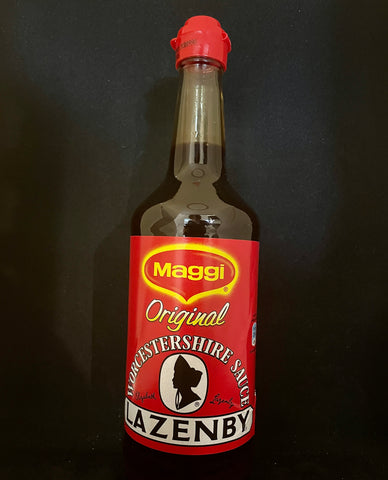 Maggi
®
Original
WORCESTERSHIRE SAUCE
®
LAZENBY